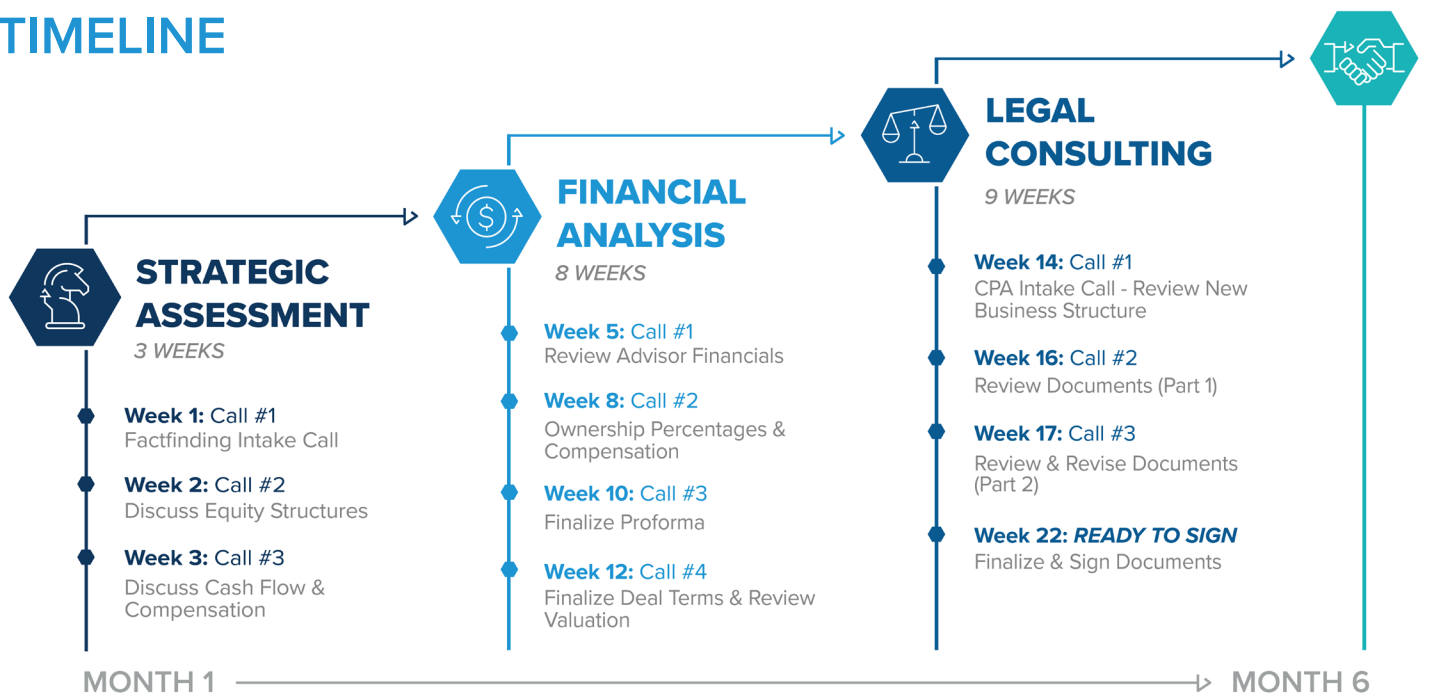 TIMELINE
STRATEGIC
ASSESSMENT
3 WEEKS
Week 1: Call #1
Factfinding Intake Call
Week 2: Call #2
Discuss Equity Structures
Week 3: Call #3
Discuss Cash Flow &
Compensation
$
FINANCIAL
ANALYSIS
8 WEEKS
Week 5: Call #1
Review Advisor Financials
Week 8: Call #2
Ownership Percentages &
Compensation
Week 10: Call #3
Finalize Proforma
Week 12: Call #4
Finalize Deal Terms & Review
Valuation
LEGAL
CONSULTING
9 WEEKS
Week 14: Call #1
CPA Intake Call - Review New
Business Structure
Week 16: Call #2
Review Documents (Part 1)
Week 17: Call #3
Review & Revise Documents
(Part 2)
Week 22: READY TO SIGN
Finalize & Sign Documents
MONTH 1
MONTH 6